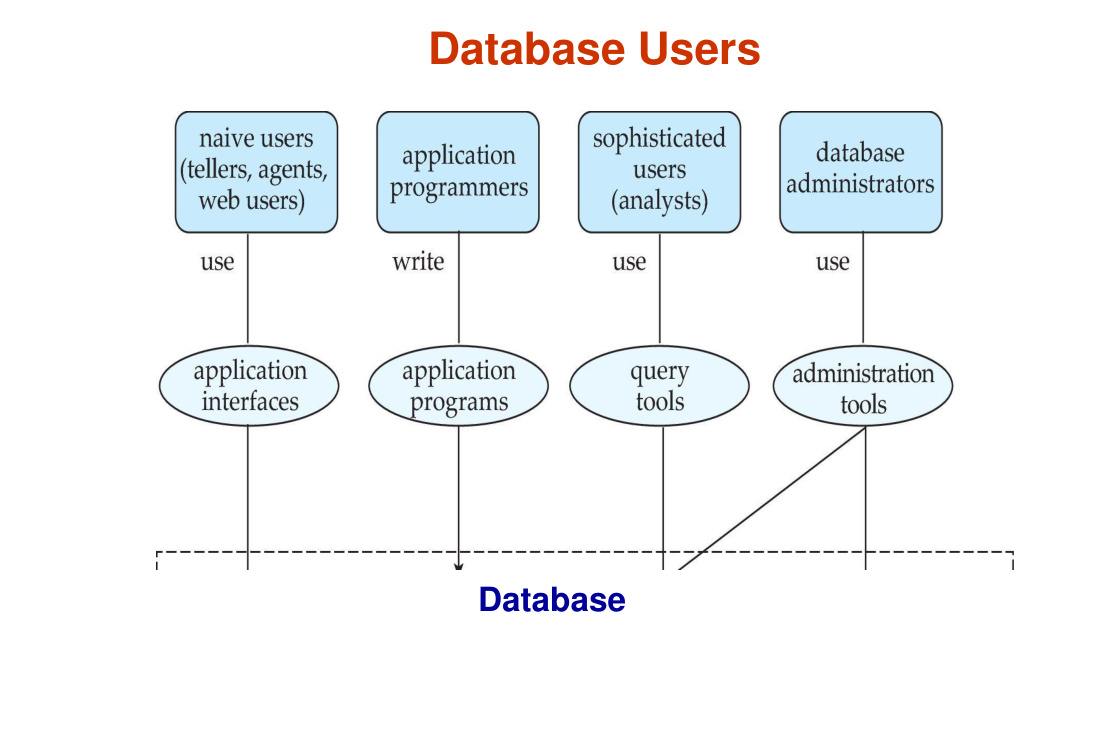 Database Users
naive users
(tellers, agents,
web users)
application
programmers
sophisticated
users
(analysts)
database
administrators
use
write
use
use
application
interfaces
application
programs
query
tools
administration
tools
Database